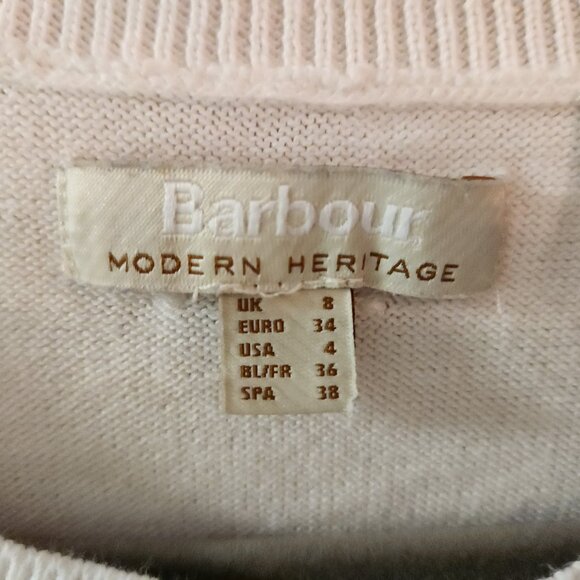 Barbour
MODERN HERITAGE
UK 8
EURO 34
USA 4
BL/FR 36
SPA 38